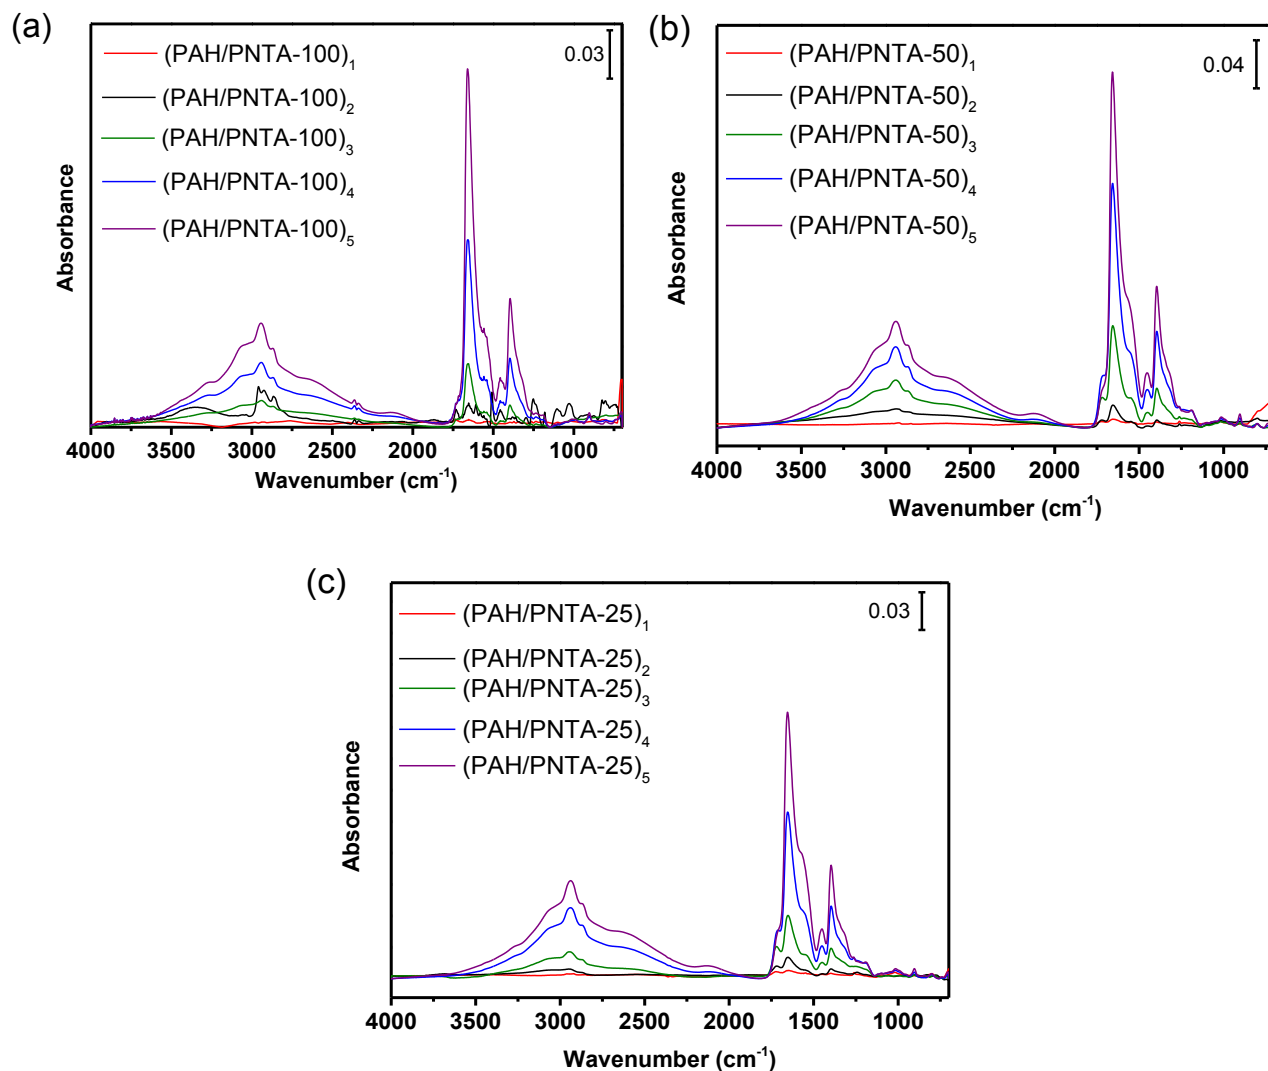 (a)
(PAH/PNTA-100)1
(PAH/PNTA-100)2
(PAH/PNTA-100)3
(PAH/PNTA-100)4
(PAH/PNTA-100)5
0.03
Absorbance
4000 3500 3000 2500 2000 1500 1000
Wavenumber (cm-1)
(b)
(PAH/PNTA-50)1
(PAH/PNTA-50)2
(PAH/PNTA-50)3
(PAH/PNTA-50)4
(PAH/PNTA-50)5
0.04
Absorbance
4000 3500 3000 2500 2000 1500 1000
Wavenumber (cm-1)
(c)
(PAH/PNTA-25)1
(PAH/PNTA-25)2
(PAH/PNTA-25)3
(PAH/PNTA-25)4
(PAH/PNTA-25)5
0.03
Absorbance
4000 3500 3000 2500 2000 1500 1000
Wavenumber (cm-1)